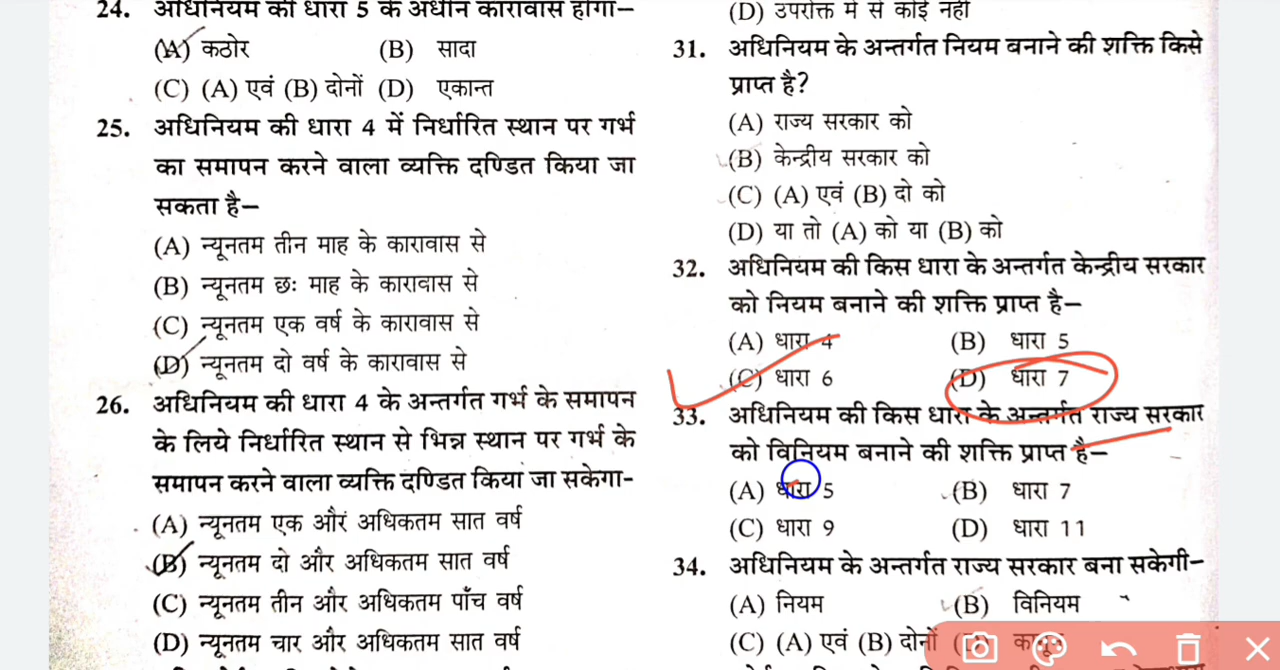 24. अधिनियम की धारा 5 के अधीन कारावास होगा–
(A) कठोर (B) सादा
(C) (A) एवं (B) दोनों (D) एकान्त
25. अधिनियम की धारा 4 में निर्धारित स्थान पर गर्भ
का समापन करने वाला व्यक्ति दण्डित किया जा
सकता है–
(A) न्यूनतम तीन माह के कारावास से
(B) न्यूनतम छः माह के कारावास से
(C) न्यूनतम एक वर्ष के कारावास से
(D) न्यूनतम दो वर्ष के कारावास से
26. अधिनियम की धारा 4 के अन्तर्गत गर्भ के समापन
के लिये निर्धारित स्थान से भिन्न स्थान पर गर्भ के
समापन करने वाला व्यक्ति दण्डित किया जा सकेगा-
(A) न्यूनतम एक और अधिकतम सात वर्ष
(B) न्यूनतम दो और अधिकतम सात वर्ष
(C) न्यूनतम तीन और अधिकतम पाँच वर्ष
(D) न्यूनतम चार और अधिकतम सात वर्ष
(D) उपरोक्त में से कोई नहीं
31. अधिनियम के अन्तर्गत नियम बनाने की शक्ति किसे
प्राप्त है?
(A) राज्य सरकार को
(B) केन्द्रीय सरकार को
(C) (A) एवं (B) दो को
(D) या तो (A) को या (B) को
32. अधिनियम की किस धारा के अन्तर्गत केन्द्रीय सरकार
को नियम बनाने की शक्ति प्राप्त है–
(A) धारा 4 (B) धारा 5
(C) धारा 6 (D) धारा 7
33. अधिनियम की किस धारा के अन्तर्गत राज्य सरकार
को विनियम बनाने की शक्ति प्राप्त है–
(A) धारा 5 (B) धारा 7
(C) धारा 9 (D) धारा 11
34. अधिनियम के अन्तर्गत राज्य सरकार बना सकेगी–
(A) नियम (B) विनियम
(C) (A) एवं (B) दोनों (D)